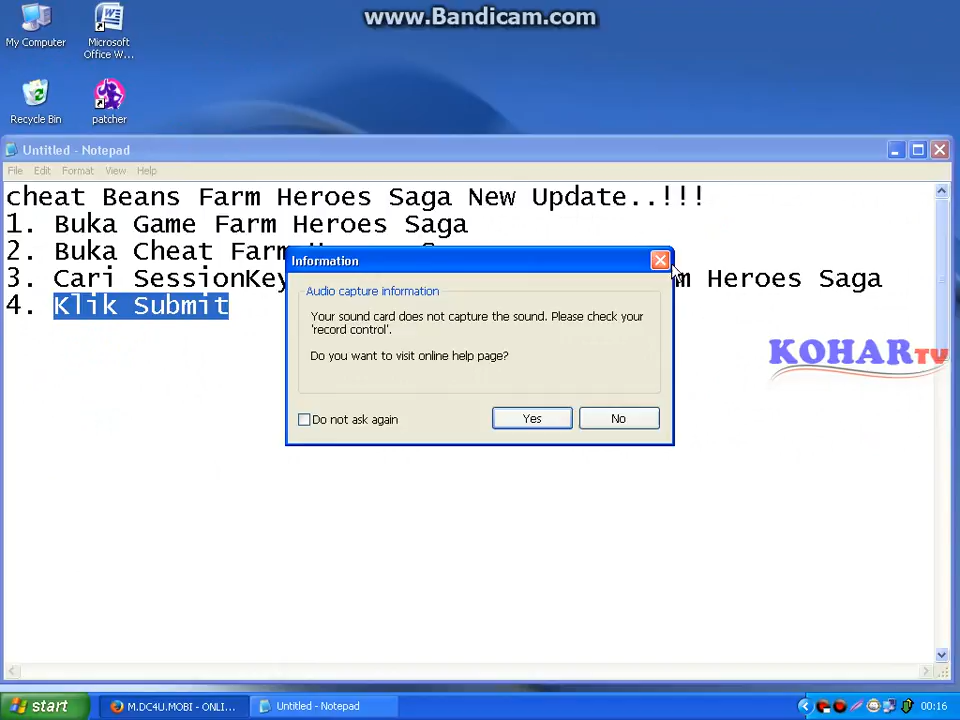 www.Bandicam.com
My Computer
Microsoft
Office W...
Recycle Bin
patcher
Untitled - Notepad
File Edit Format View Help
cheat Beans Farm Heroes Saga New Update..!!!
1. Buka Game Farm Heroes Saga
2. Buka Cheat Farm
3. Cari SessionKey Heroes Saga
4. Klik Submit
Information
Audio capture information
Your sound card does not capture the sound. Please check your
'record control'.
Do you want to visit online help page?
Do not ask again
Yes
No
KOHARTV
start
M.DC4U.MOBI - ONLI...
Untitled - Notepad
00:16